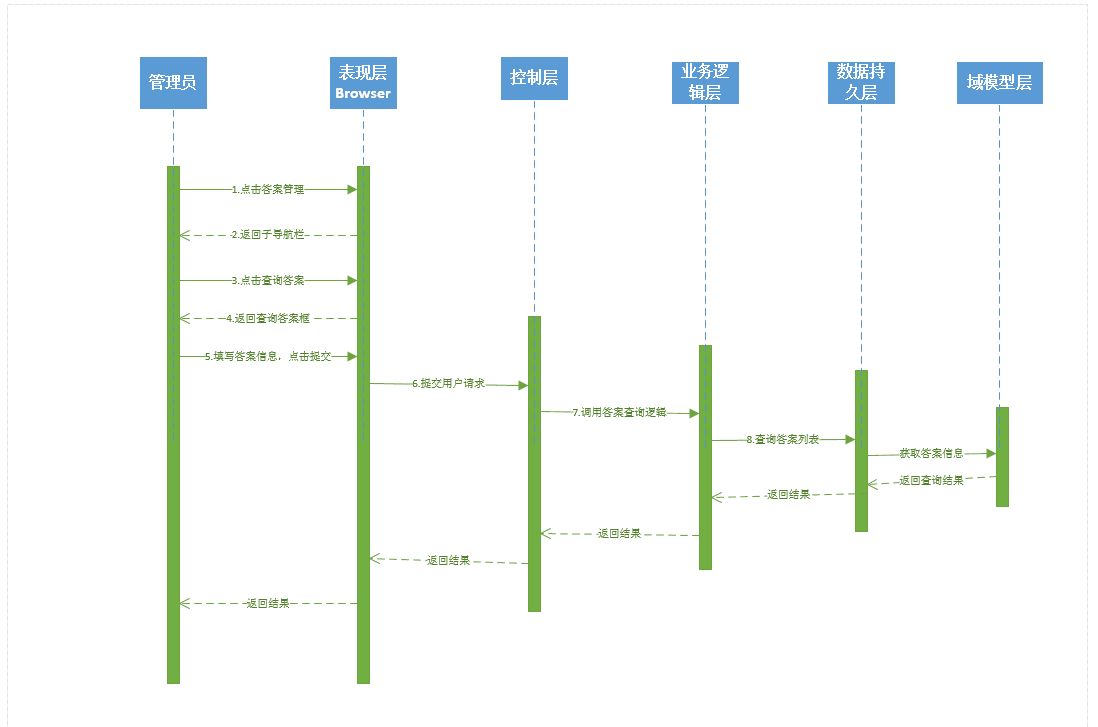 管理员
表现层
Browser
控制层
业务逻
辑层
数据持
久层
域模型层
1.点击答案管理
2.返回子导航栏
3.点击查询答案
4.返回查询答案框
5.填写答案信息，点击提交
6.提交用户请求
7.调用答案查询逻辑
8.查询答案列表
获取答案信息
返回查询结果
返回结果
返回结果
返回结果
返回结果